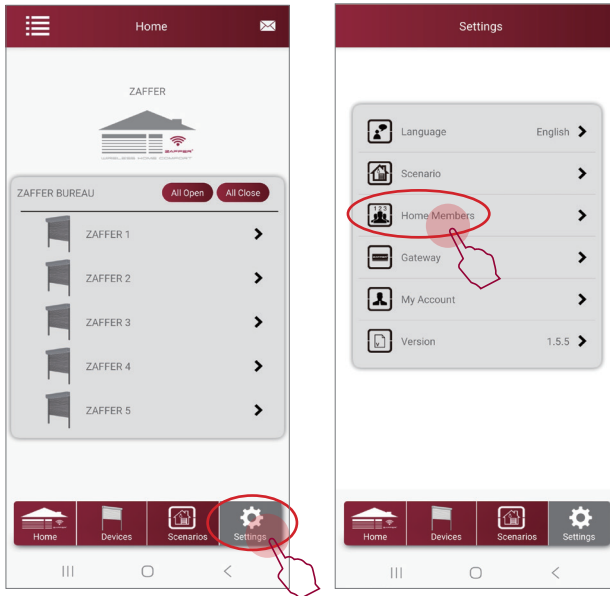 Home
ZAFFER
ZAFFER
WIRELESS HOME COMFORT
ZAFFER BUREAU
All Open
All Close
ZAFFER 1
ZAFFER 2
ZAFFER 3
ZAFFER 4
ZAFFER 5
Home
Devices
Scenarios
Settings
Settings
Language
English
Scenario
123
Home Members
Gateway
My Account
Version
1.5.5
Home
Devices
Scenarios
Settings